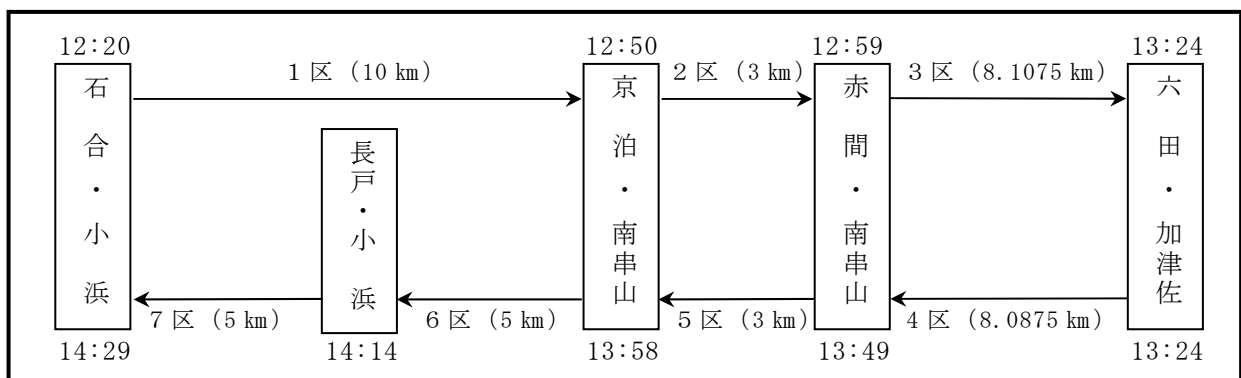 12:20 12:50 12:59 13:24
1区 (10 km) 2区 (3 km) 3区 (8.1075 km)
石合・小浜
長戸・小浜
京泊・南串山
赤間・南串山
六田・加津佐
7区 (5 km) 6区 (5 km) 5区 (3 km) 4区 (8.0875 km)
14:29 14:14 13:58 13:49 13:24